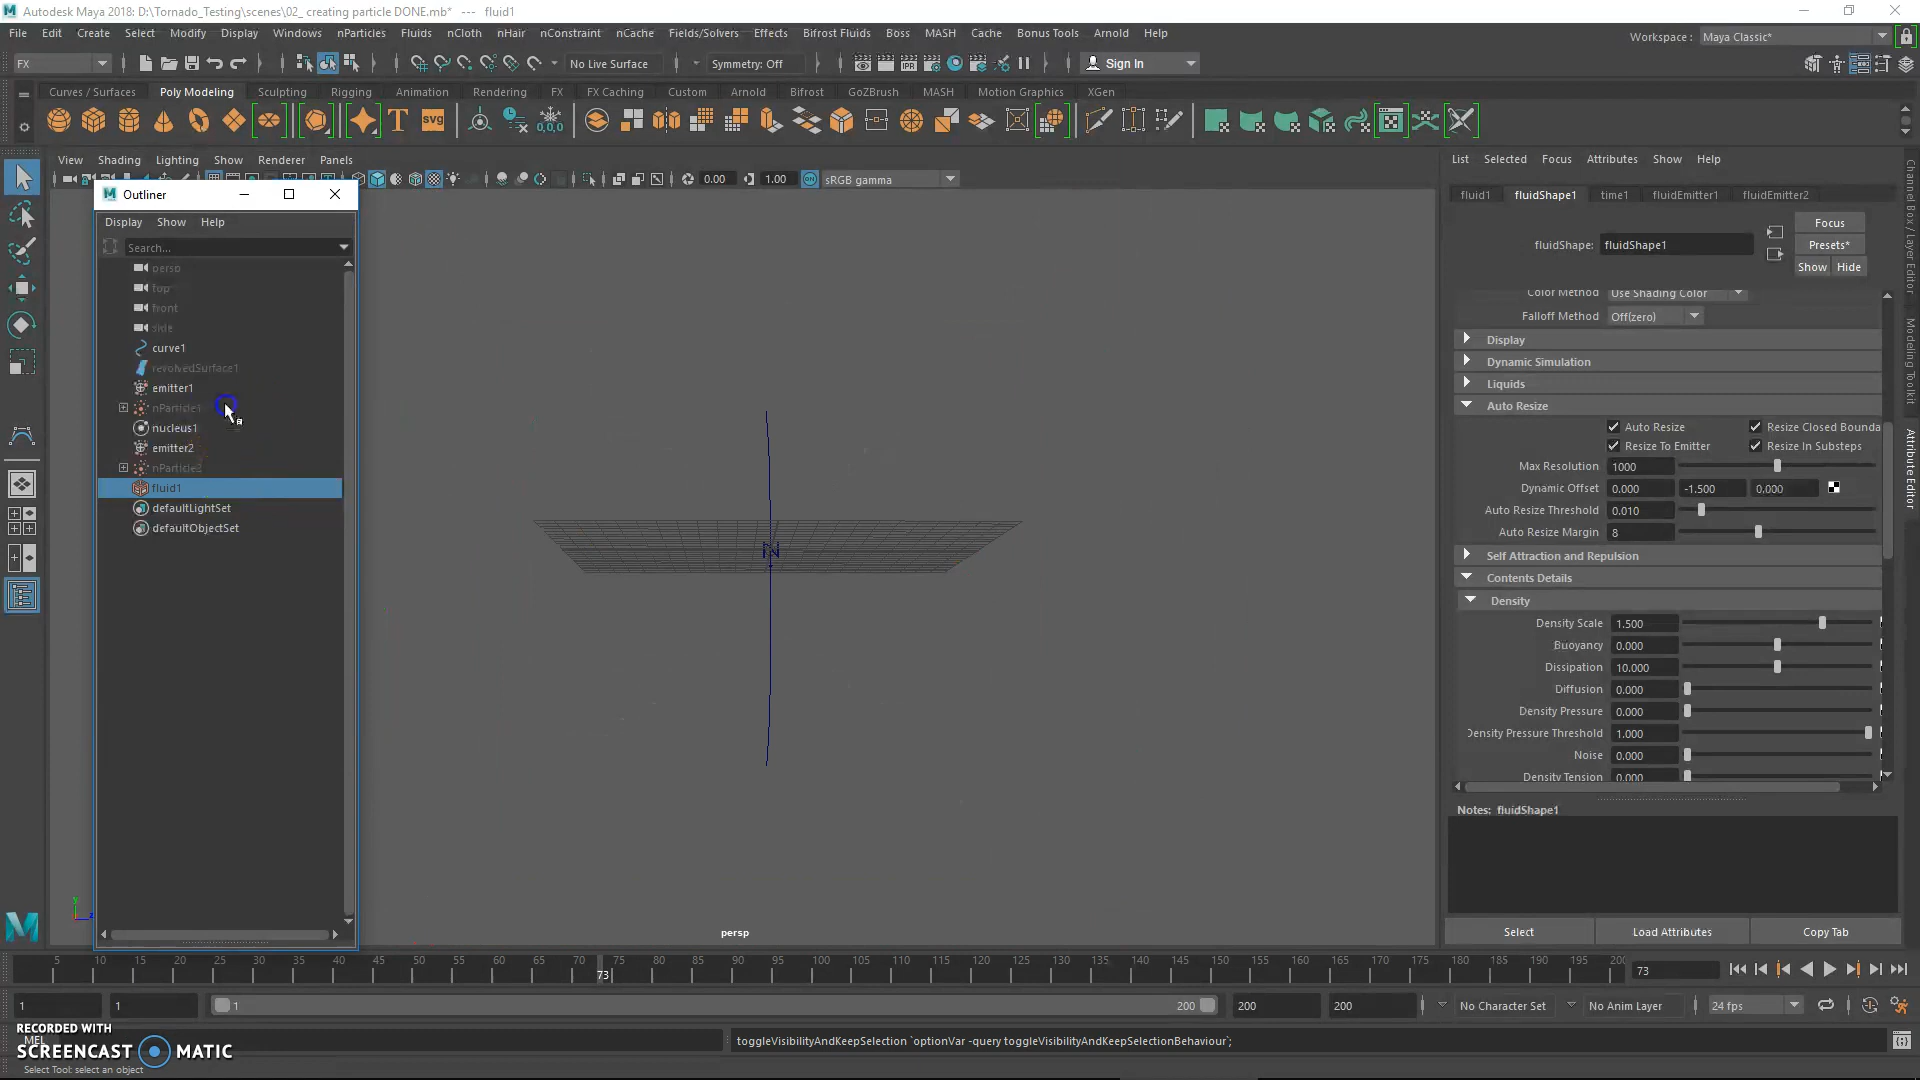 Autodesk Maya 2018: D:\Tornado_Testing\scenes\02_ creating particle DONE.mb* --- fluid1
File Edit Create Select Modify Display Windows nParticles Fluids nCloth nHair nConstraint nCache Fields/Solvers Effects Bifrost Fluids Boss MASH Cache Bonus Tools Arnold Help
Workspace : Maya Classic*
FX
No Live Surface
Symmetry: Off
Sign In
Curves / Surfaces Poly Modeling Sculpting Rigging Animation Rendering FX FX Caching Custom Arnold Bifrost GoZBrush MASH Motion Graphics XGen
View Shading Lighting Show Renderer Panels
0.00 1.00 sRGB gamma
Outliner
Display Show Help
Search...
persp
top
front
side
curve1
revolvedSurface1
emitter1
nParticle1
nucleus1
emitter2
nParticle2
fluid1
defaultLightSet
defaultObjectSet
persp
List Selected Focus Attributes Show Help
fluid1 fluidShape1 time1 fluidEmitter1 fluidEmitter2
fluidShape: fluidShape1
Focus
Presets*
Show Hide
Color Method Use Shading Color
Falloff Method Off(zero)
Display
Dynamic Simulation
Liquids
Auto Resize
Auto Resize Resize Closed Bounda
Resize To Emitter Resize In Substeps
Max Resolution 1000
Dynamic Offset 0.000 -1.500 0.000
Auto Resize Threshold 0.010
Auto Resize Margin 8
Self Attraction and Repulsion
Contents Details
Density
Density Scale 1.500
Buoyancy 0.000
Dissipation 10.000
Diffusion 0.000
Density Pressure 0.000
Density Pressure Threshold 1.000
Noise 0.000
Density Tension 0.000
Notes: fluidShape1
Select Load Attributes Copy Tab
Channel Box / Layer Editor
Modeling Toolkit
Attribute Editor
5 10 15 20 25 30 35 40 45 50 55 60 65 70 75 80 85 90 95 100 105 110 115 120 125 130 135 140 145 150 155 160 165 170 175 180 185 190 195 200
73
73
1 1 1 200 200 200 No Character Set No Anim Layer 24 fps
RECORDED WITH
MEL
SCREENCAST MATIC
toggleVisibilityAndKeepSelection `optionVar -query toggleVisibilityAndKeepSelectionBehaviour`;
Select Tool: select an object